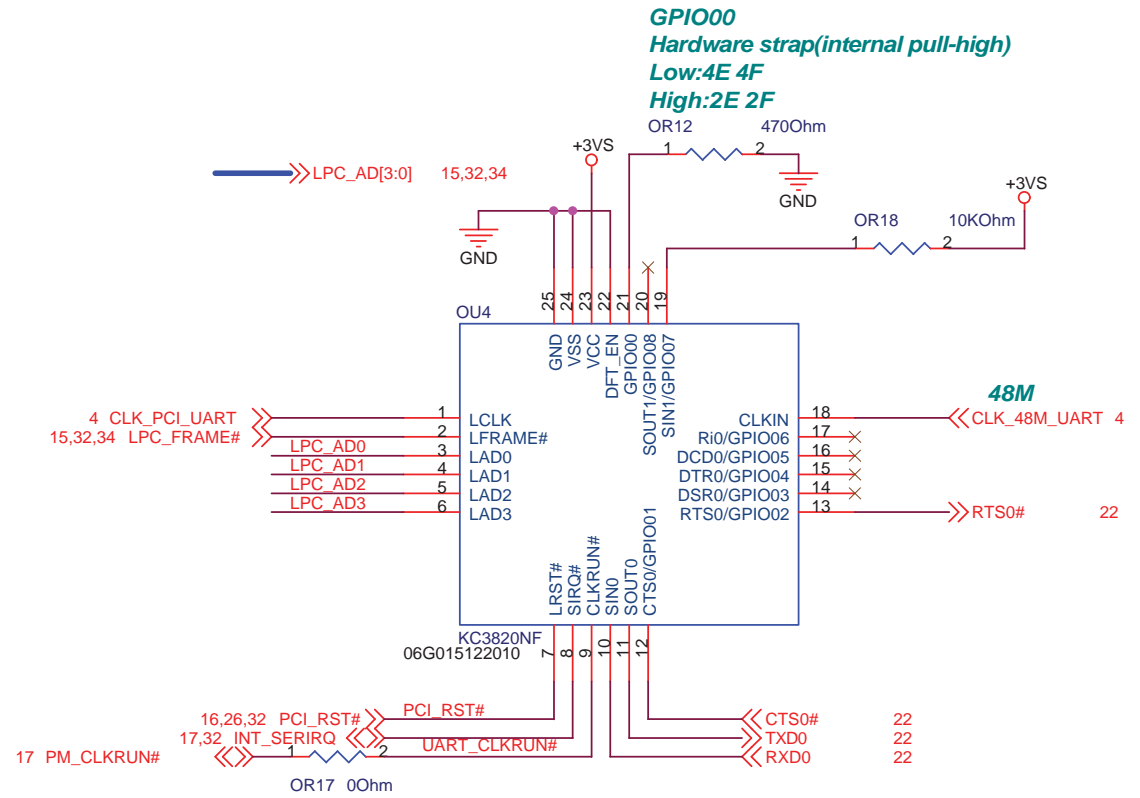 GPIO00
Hardware strap(internal pull-high)
Low:4E 4F
High:2E 2F
OR12 470Ohm
1 2
+3VS
GND
LPC_AD[3:0] 15,32,34
+3VS
OR18 10KOhm
1 2
GND
25 24 23 22 21 20 19
OU4
GND
VSS
VCC
DFT_EN
GPIO00
SOUT1/GPIO08
SIN1/GPIO07
48M
4 CLK_PCI_UART 1 LCLK
CLKIN 18 CLK_48M_UART 4
15,32,34 LPC_FRAME# 2 LFRAME#
Ri0/GPIO06 17
LPC_AD0 3 LAD0
DCD0/GPIO05 16
LPC_AD1 4 LAD1
DTR0/GPIO04 15
LPC_AD2 5 LAD2
DSR0/GPIO03 14
LPC_AD3 6 LAD3
RTS0/GPIO02 13 RTS0# 22
LRST#
SIRQ#
CLKRUN#
SIN0
SOUT0
CTS0/GPIO01
KC3820NF
06G015122010
7 8 9 10 11 12
16,26,32 PCI_RST# PCI_RST#
CTS0# 22
17,32 INT_SERIRQ
TXD0 22
17 PM_CLKRUN# 1 2 UART_CLKRUN#
RXD0 22
OR17 0Ohm